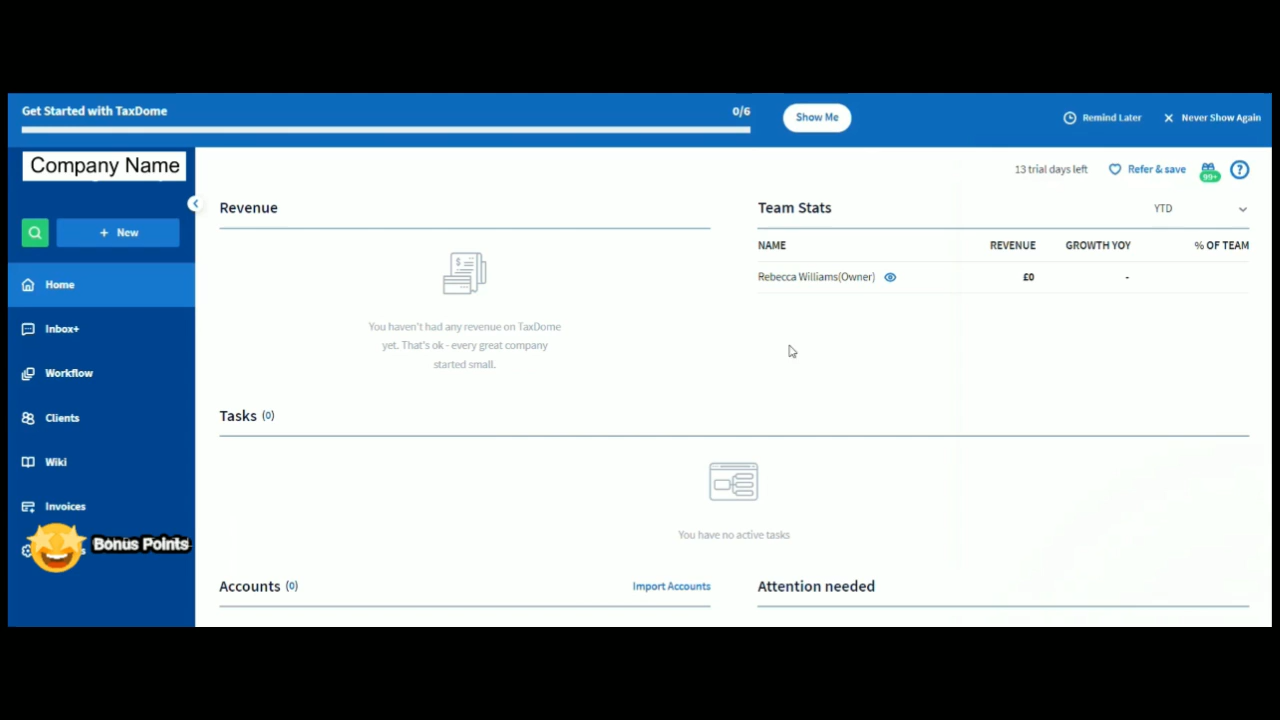 Get Started with TaxDome
0/6
Show Me
Remind Later
Never Show Again
Company Name
13 trial days left
Refer & save
99+
?
New
Home
Inbox+
Workflow
Clients
Wiki
Invoices
Bonus Points
Revenue
You haven't had any revenue on TaxDome
yet. That's ok - every great company
started small.
Team Stats
YTD
NAME REVENUE GROWTH YOY % OF TEAM
Rebecca Williams(Owner) £0 -
Tasks (0)
You have no active tasks
Accounts (0)
Import Accounts
Attention needed